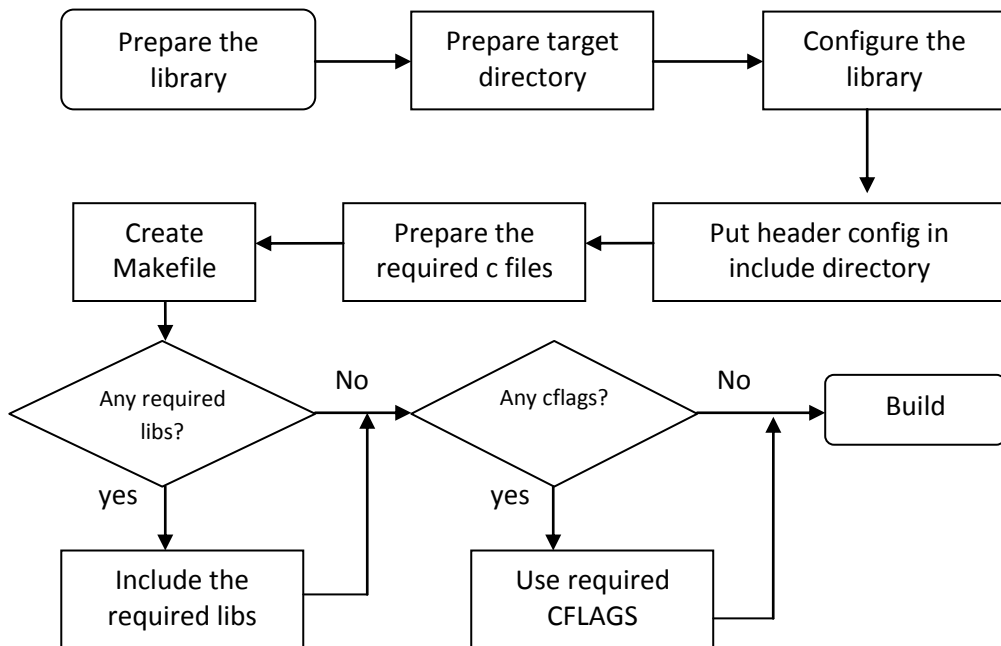 Prepare the
library
Prepare target
directory
Configure the
library
Put header config in
include directory
Prepare the
required c files
Create
Makefile
Any required
libs?
No
yes
Include the
required libs
Any cflags?
No
yes
Use required
CFLAGS
Build